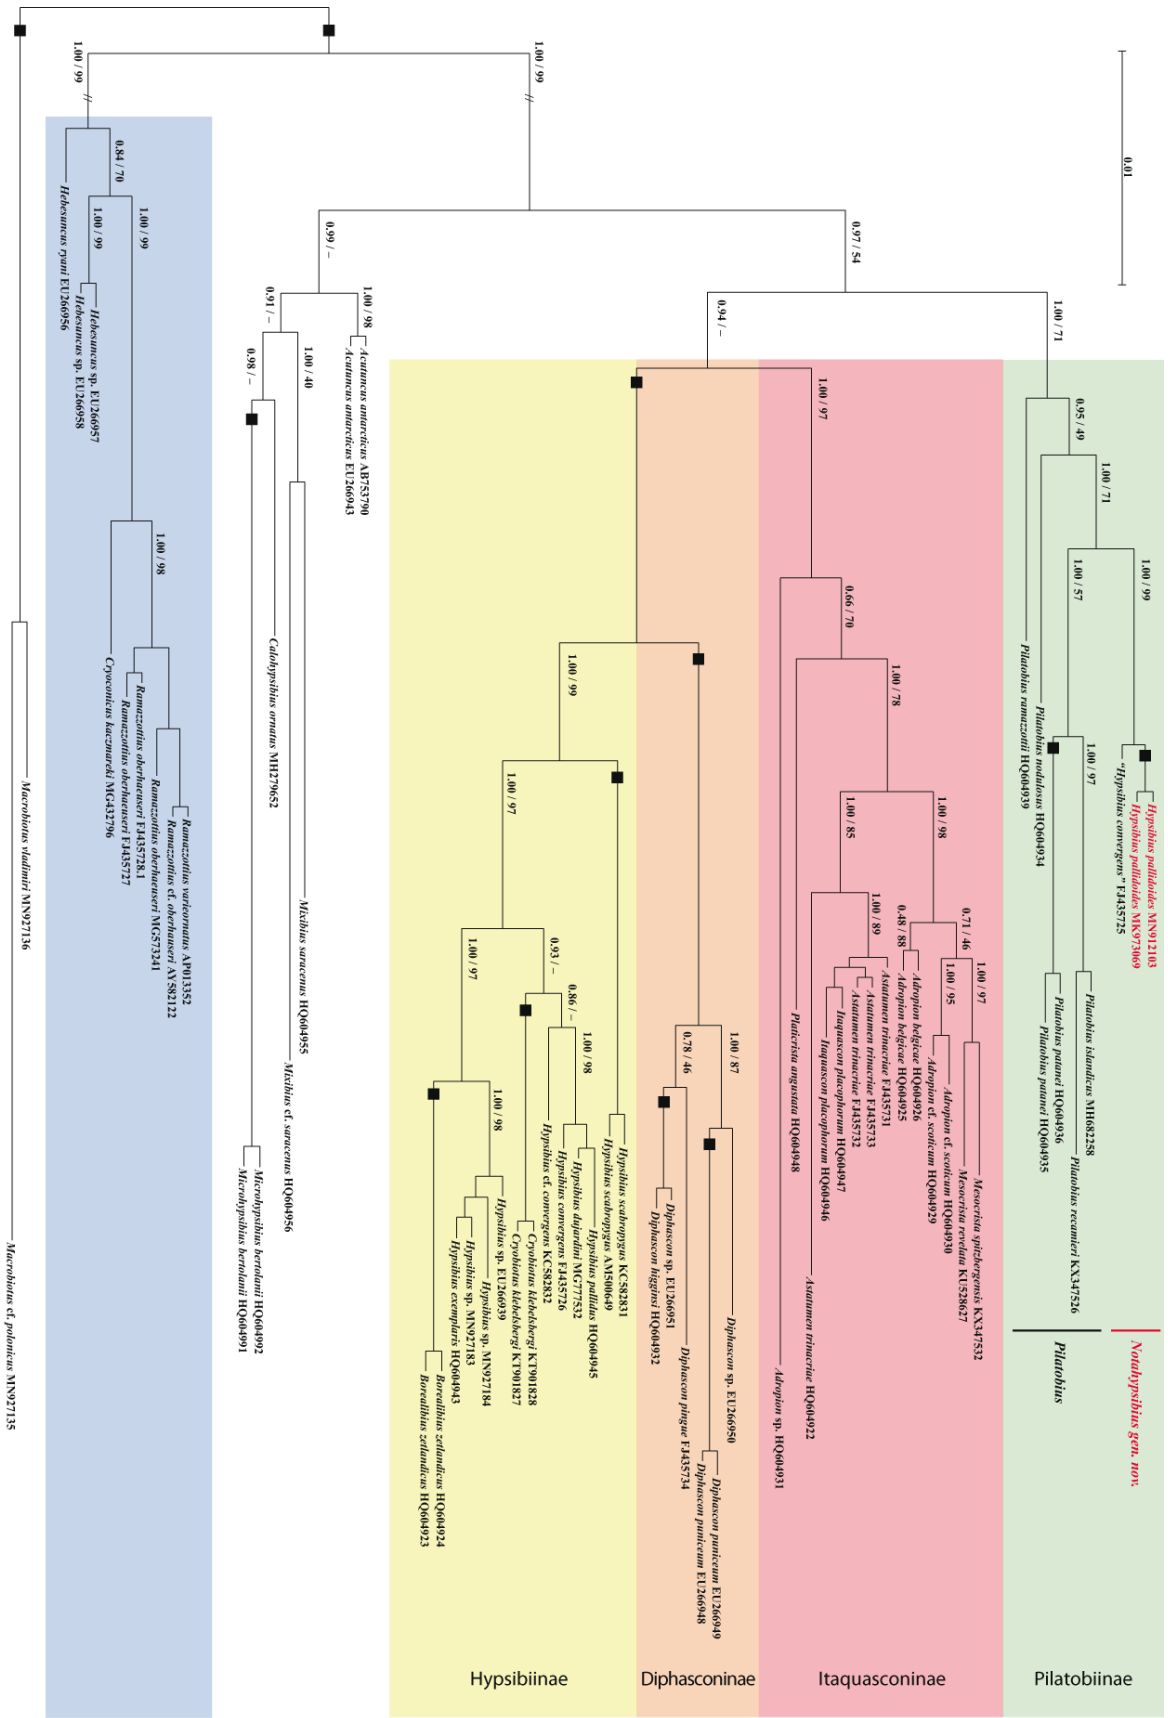 0.01
1.00 / 99
1.00 / 99
0.97 / 54
0.99 / –
1.00 / 71
0.94 / –
0.95 / 49
1.00 / 71
1.00 / 99
1.00 / 57
1.00 / 97
Hypsibius pallidoides MN912103
Hypsibius pallidoides MK973069
"Hypsibius convergens" FJ435725
Pilatobius islandicus MH682258
Pilatobius recamieri KX347526
Pilatobius patanei HQ604936
Pilatobius patanei HQ604935
Pilatobius nodulosus HQ604934
Pilatobius ramazzottii HQ604939
Notahypsibius gen. nov.
Pilatobius
Pilatobiinae
1.00 / 97
0.66 / 70
1.00 / 78
1.00 / 98
1.00 / 85
0.71 / 46
1.00 / 97
1.00 / 95
0.48 / 88
1.00 / 89
Mesocrista spitzbergensis KX347532
Mesocrista revelata KU528627
Adropion cf. scoticum HQ604930
Adropion cf. scoticum HQ604929
Adropion belgicae HQ604926
Adropion belgicae HQ604925
Astatumen trinacriae FJ435731
Astatumen trinacriae FJ435733
Astatumen trinacriae FJ435732
Itaquascon placophorum HQ604947
Itaquascon placophorum HQ604946
Astatumen trinacriae HQ604922
Platicrista angustata HQ604948
Adropion sp. HQ604931
Itaquasconinae
1.00 / 87
0.78 / 46
Diphascon sp. EU266950
Diphascon puniceum EU266949
Diphascon puniceum EU266948
Diphascon pingue FJ435734
Diphascon sp. EU266951
Diphascon higginsi HQ604932
Diphasconinae
1.00 / 99
1.00 / 97
0.93 / –
0.86 / –
1.00 / 98
1.00 / 97
1.00 / 98
Hypsibius scabropygus KC582831
Hypsibius scabropygus AM500649
Hypsibius pallidus HQ604945
Hypsibius dujardini MG777532
Hypsibius convergens FJ435726
Hypsibius cf. convergens KC582832
Cryobiotus klebelsbergi KT901828
Cryobiotus klebelsbergi KT901827
Hypsibius sp. EU266939
Hypsibius sp. MN927184
Hypsibius sp. MN927183
Hypsibius exemplaris HQ604943
Borealibius zetlandicus HQ604924
Borealibius zetlandicus HQ604923
Hypsibiinae
1.00 / 98
0.91 / –
1.00 / 40
0.98 / –
Acutuncus antarcticus AB753790
Acutuncus antarcticus EU266943
Mixibius saracenus HQ604955
Mixibius cf. saracenus HQ604956
Calohypsibius ornatus MH279652
Microhypsibius bertolanii HQ604992
Microhypsibius bertolanii HQ604991
0.84 / 70
1.00 / 99
1.00 / 99
1.00 / 98
Ramazzottius varieornatus AP013352
Ramazzottius cf. oberhauseri AY582122
Ramazzottius oberhaeuseri MG573241
Ramazzottius oberhaeuseri FJ435728.1
Ramazzottius oberhaeuseri FJ435727
Cryoconicus kaczmareki MG432796
Hebesuncus sp. EU266957
Hebesuncus sp. EU266958
Hebesuncus ryani EU266956
Macrobiotus vladimiri MN927136
Macrobiotus cf. polonicus MN927135